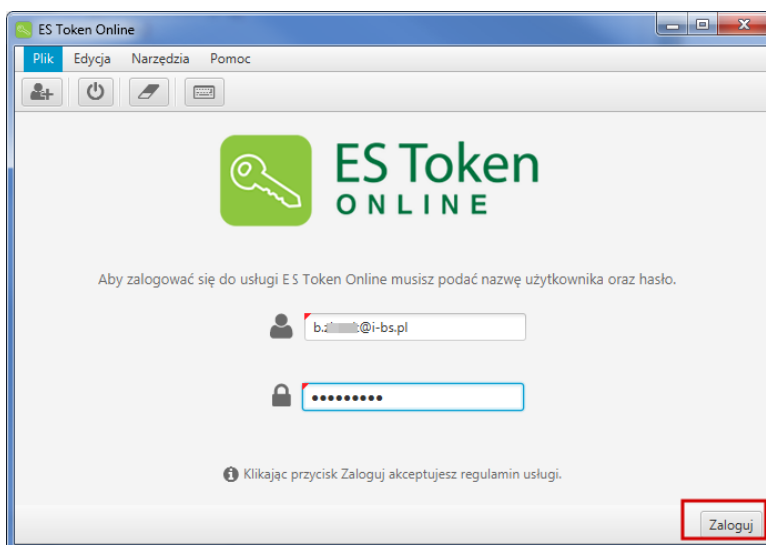 ES Token Online
Plik Edycja Narzędzia Pomoc
ES Token
ONLINE
Aby zalogować się do usługi ES Token Online musisz podać nazwę użytkownika oraz hasło.
@i-bs.pl
Klikając przycisk Zaloguj akceptujesz regulamin usługi.
Zaloguj